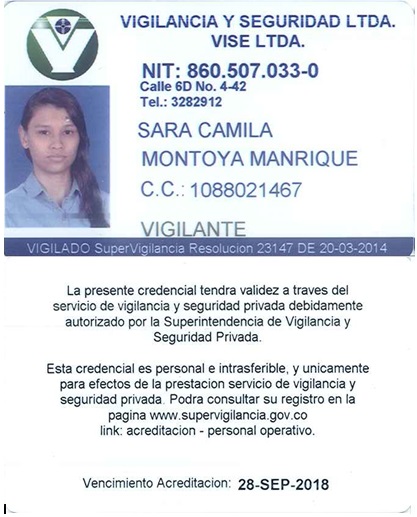 VIGILANCIA Y SEGURIDAD LTDA.
VISE LTDA.
NIT: 860.507.033-0
Calle 6D No. 4-42
Tel.: 3282912
SARA CAMILA
MONTOYA MANRIQUE
C.C.: 1088021467
VIGILANTE
VIGILADO SuperVigilancia Resolucion 23147 DE 20-03-2014
La presente credencial tendra validez a traves del
servicio de vigilancia y seguridad privada debidamente
autorizado por la Superintendencia de Vigilancia y
Seguridad Privada.
Esta credencial es personal e intrasferible, y unicamente
para efectos de la prestacion servicio de vigilancia y
seguridad privada. Podra consultar su registro en la
pagina www.supervigilancia.gov.co
link: acreditacion - personal operativo.
Vencimiento Acreditacion: 28-SEP-2018